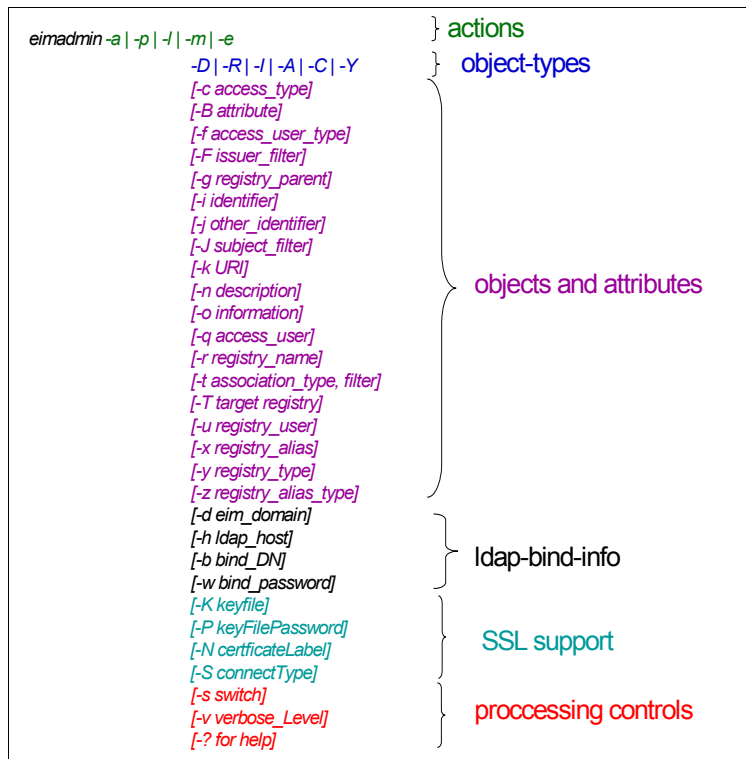 actions
eimadmin -a | -p | -l | -m | -e
-D | -R | -I | -A | -C | -Y
object-types
[-c access_type]
[-B attribute]
[-f access_user_type]
[-F issuer_filter]
[-g registry_parent]
[-i identifier]
[-j other_identifier]
[-J subject_filter]
[-k URI]
[-n description]
objects and attributes
[-o information]
[-q access_user]
[-r registry_name]
[-t association_type, filter]
[-T target registry]
[-u registry_user]
[-x registry_alias]
[-y registry_type]
[-z registry_alias_type]
[-d eim_domain]
[-h ldap_host]
ldap-bind-info
[-b bind_DN]
[-w bind_password]
[-K keyfile]
[-P keyFilePassword]
SSL support
[-N certficateLabel]
[-S connectType]
[-s switch]
[-v verbose_Level]
proccessing controls
[-? for help]